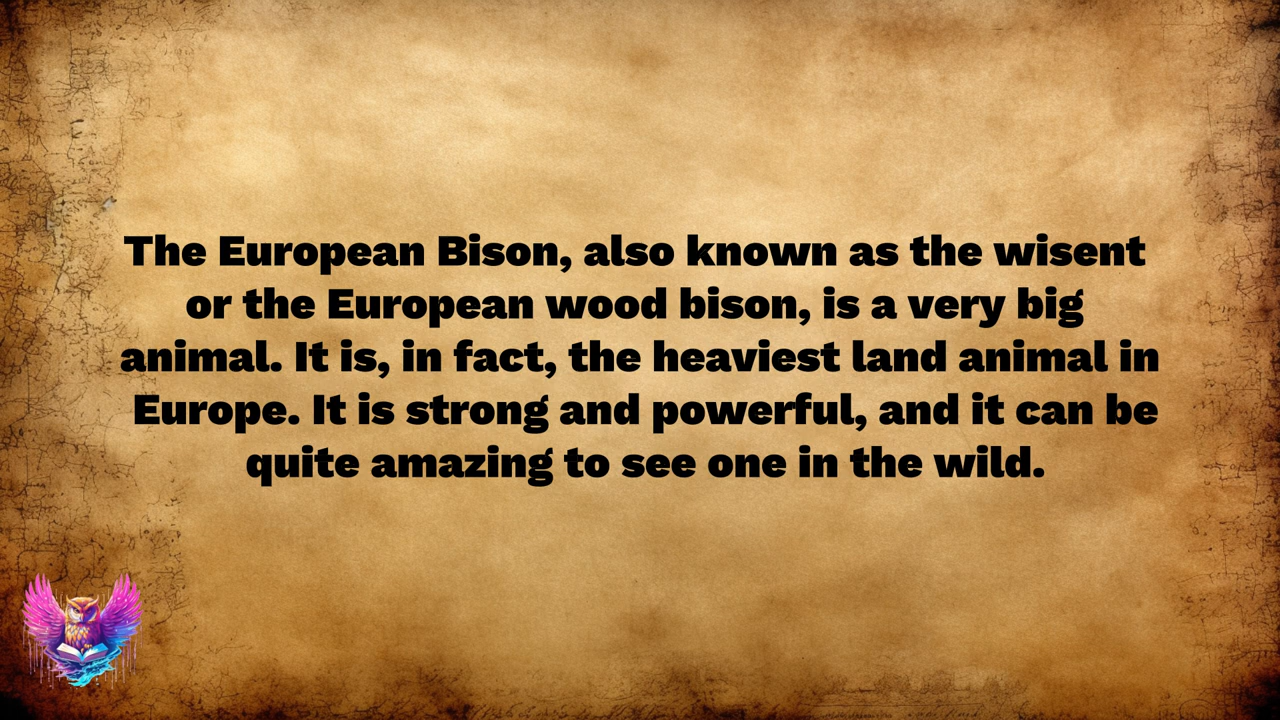 The European Bison, also known as the wisent
or the European wood bison, is a very big
animal. It is, in fact, the heaviest land animal in
Europe. It is strong and powerful, and it can be
quite amazing to see one in the wild.